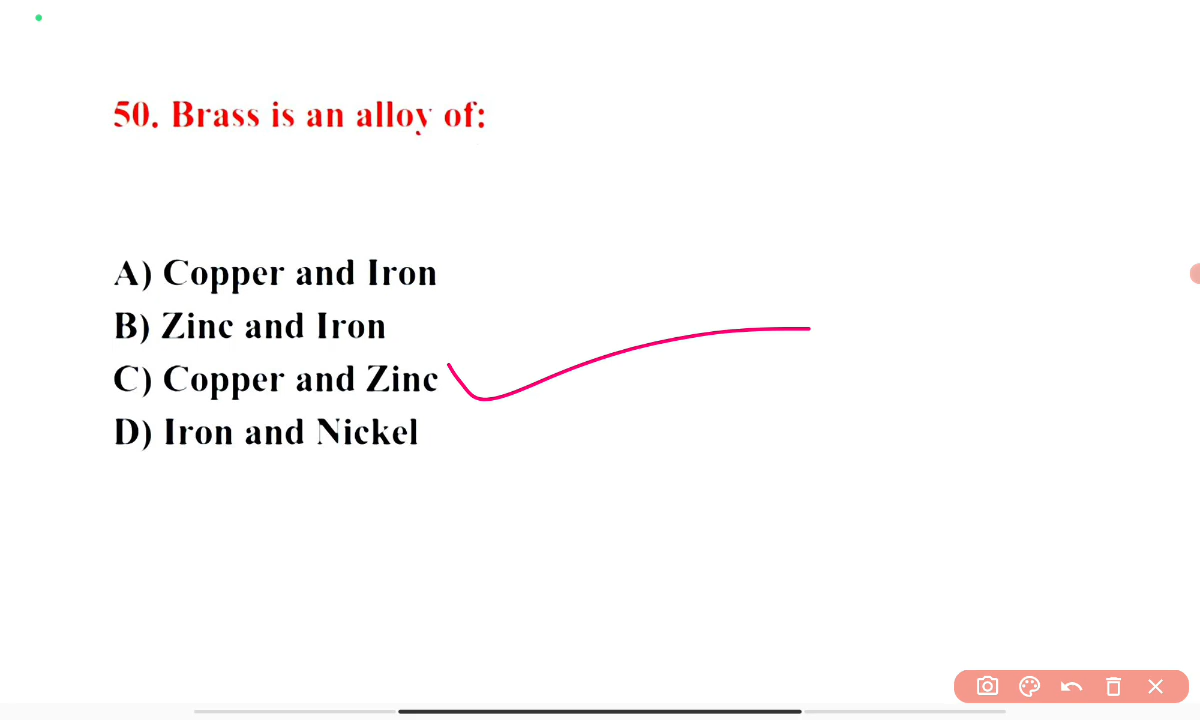 50. Brass is an alloy of:
A) Copper and Iron
B) Zinc and Iron
C) Copper and Zinc
D) Iron and Nickel